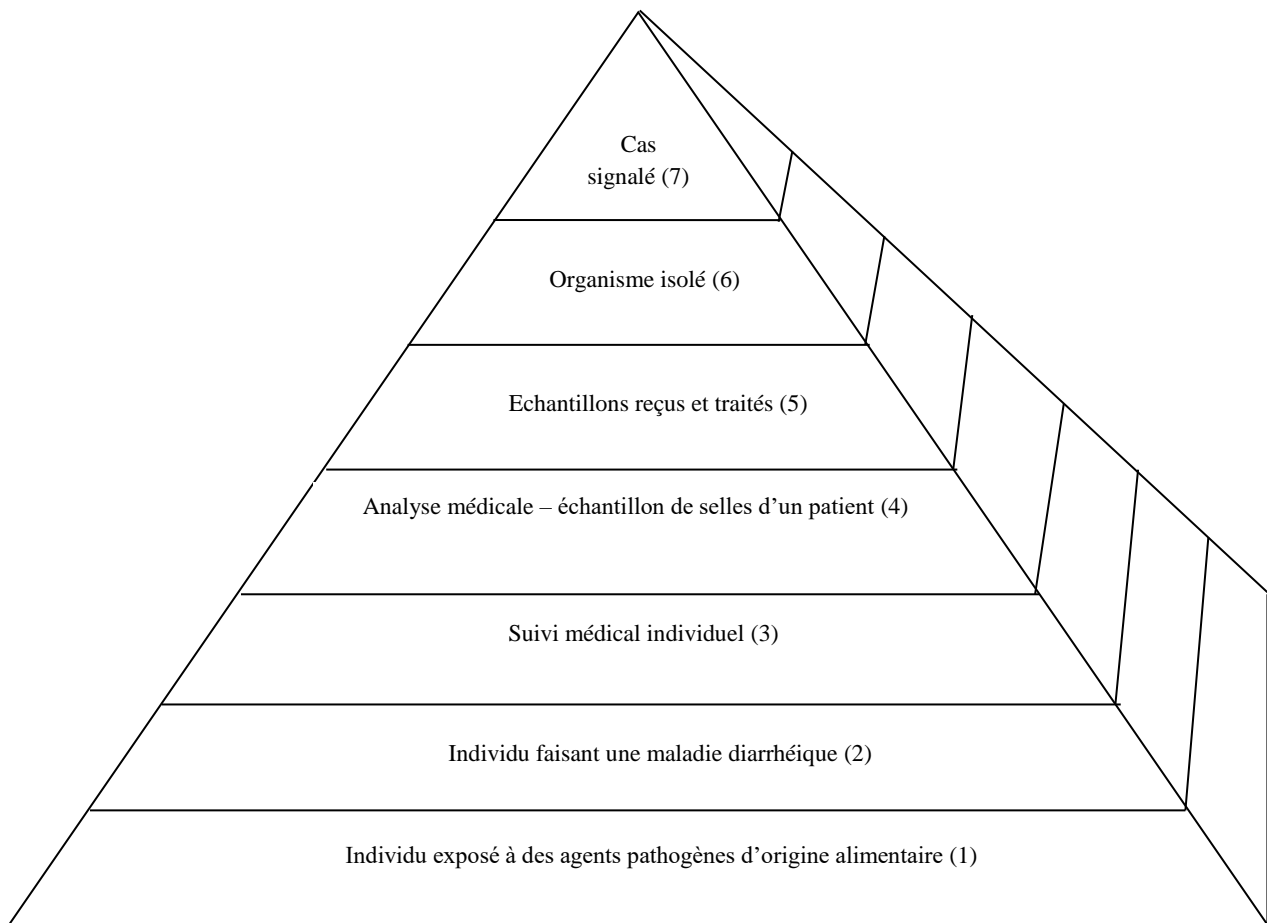 Cas
signalé (7)
Organisme isolé (6)
Echantillons reçus et traités (5)
Analyse médicale – échantillon de selles d’un patient (4)
Suivi médical individuel (3)
Individu faisant une maladie diarrhéique (2)
Individu exposé à des agents pathogènes d’origine alimentaire (1)